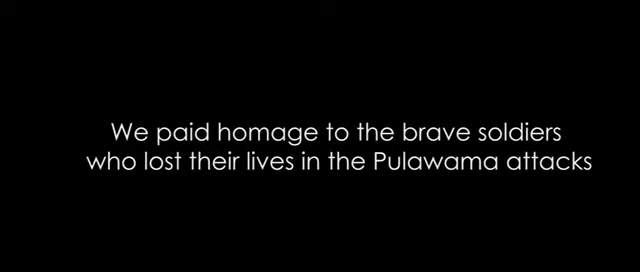 We paid homage to the brave soldiers
who lost their lives in the Pulawama attacks